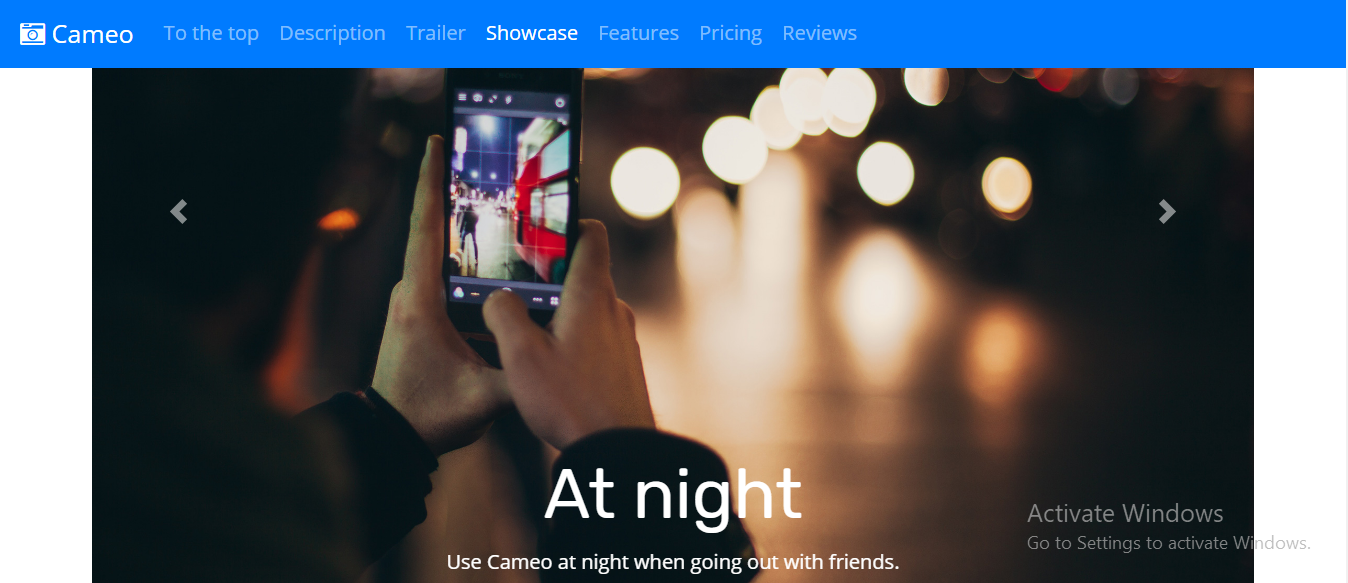 Cameo To the top Description Trailer Showcase Features Pricing Reviews
At night
Use Cameo at night when going out with friends.
Activate Windows
Go to Settings to activate Windows.